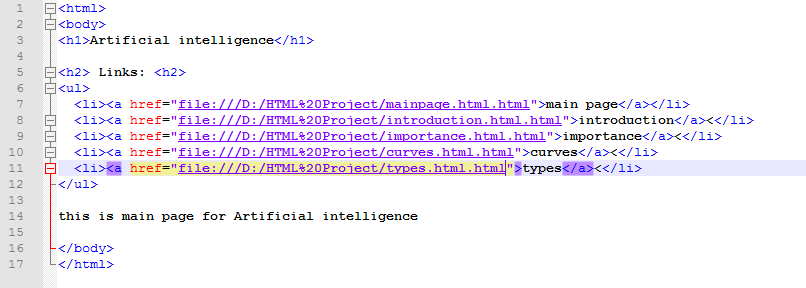 1 <html>
2 <body>
3 <h1>Artificial intelligence</h1>
4
5 <h2> Links: <h2>
6 <ul>
7 <li><a href="file:///D:/HTML%20Project/mainpage.html.html">main page</a></li>
8 <li><a href="file:///D:/HTML%20Project/introduction.html.html">introduction</a><</li>
9 <li><a href="file:///D:/HTML%20Project/importance.html.html">importance</a><</li>
10 <li><a href="file:///D:/HTML%20Project/curves.html.html">curves</a><</li>
11 <li><a href="file:///D:/HTML%20Project/types.html.html">types</a><</li>
12 </ul>
13
14 this is main page for Artificial intelligence
15
16 </body>
17 </html>